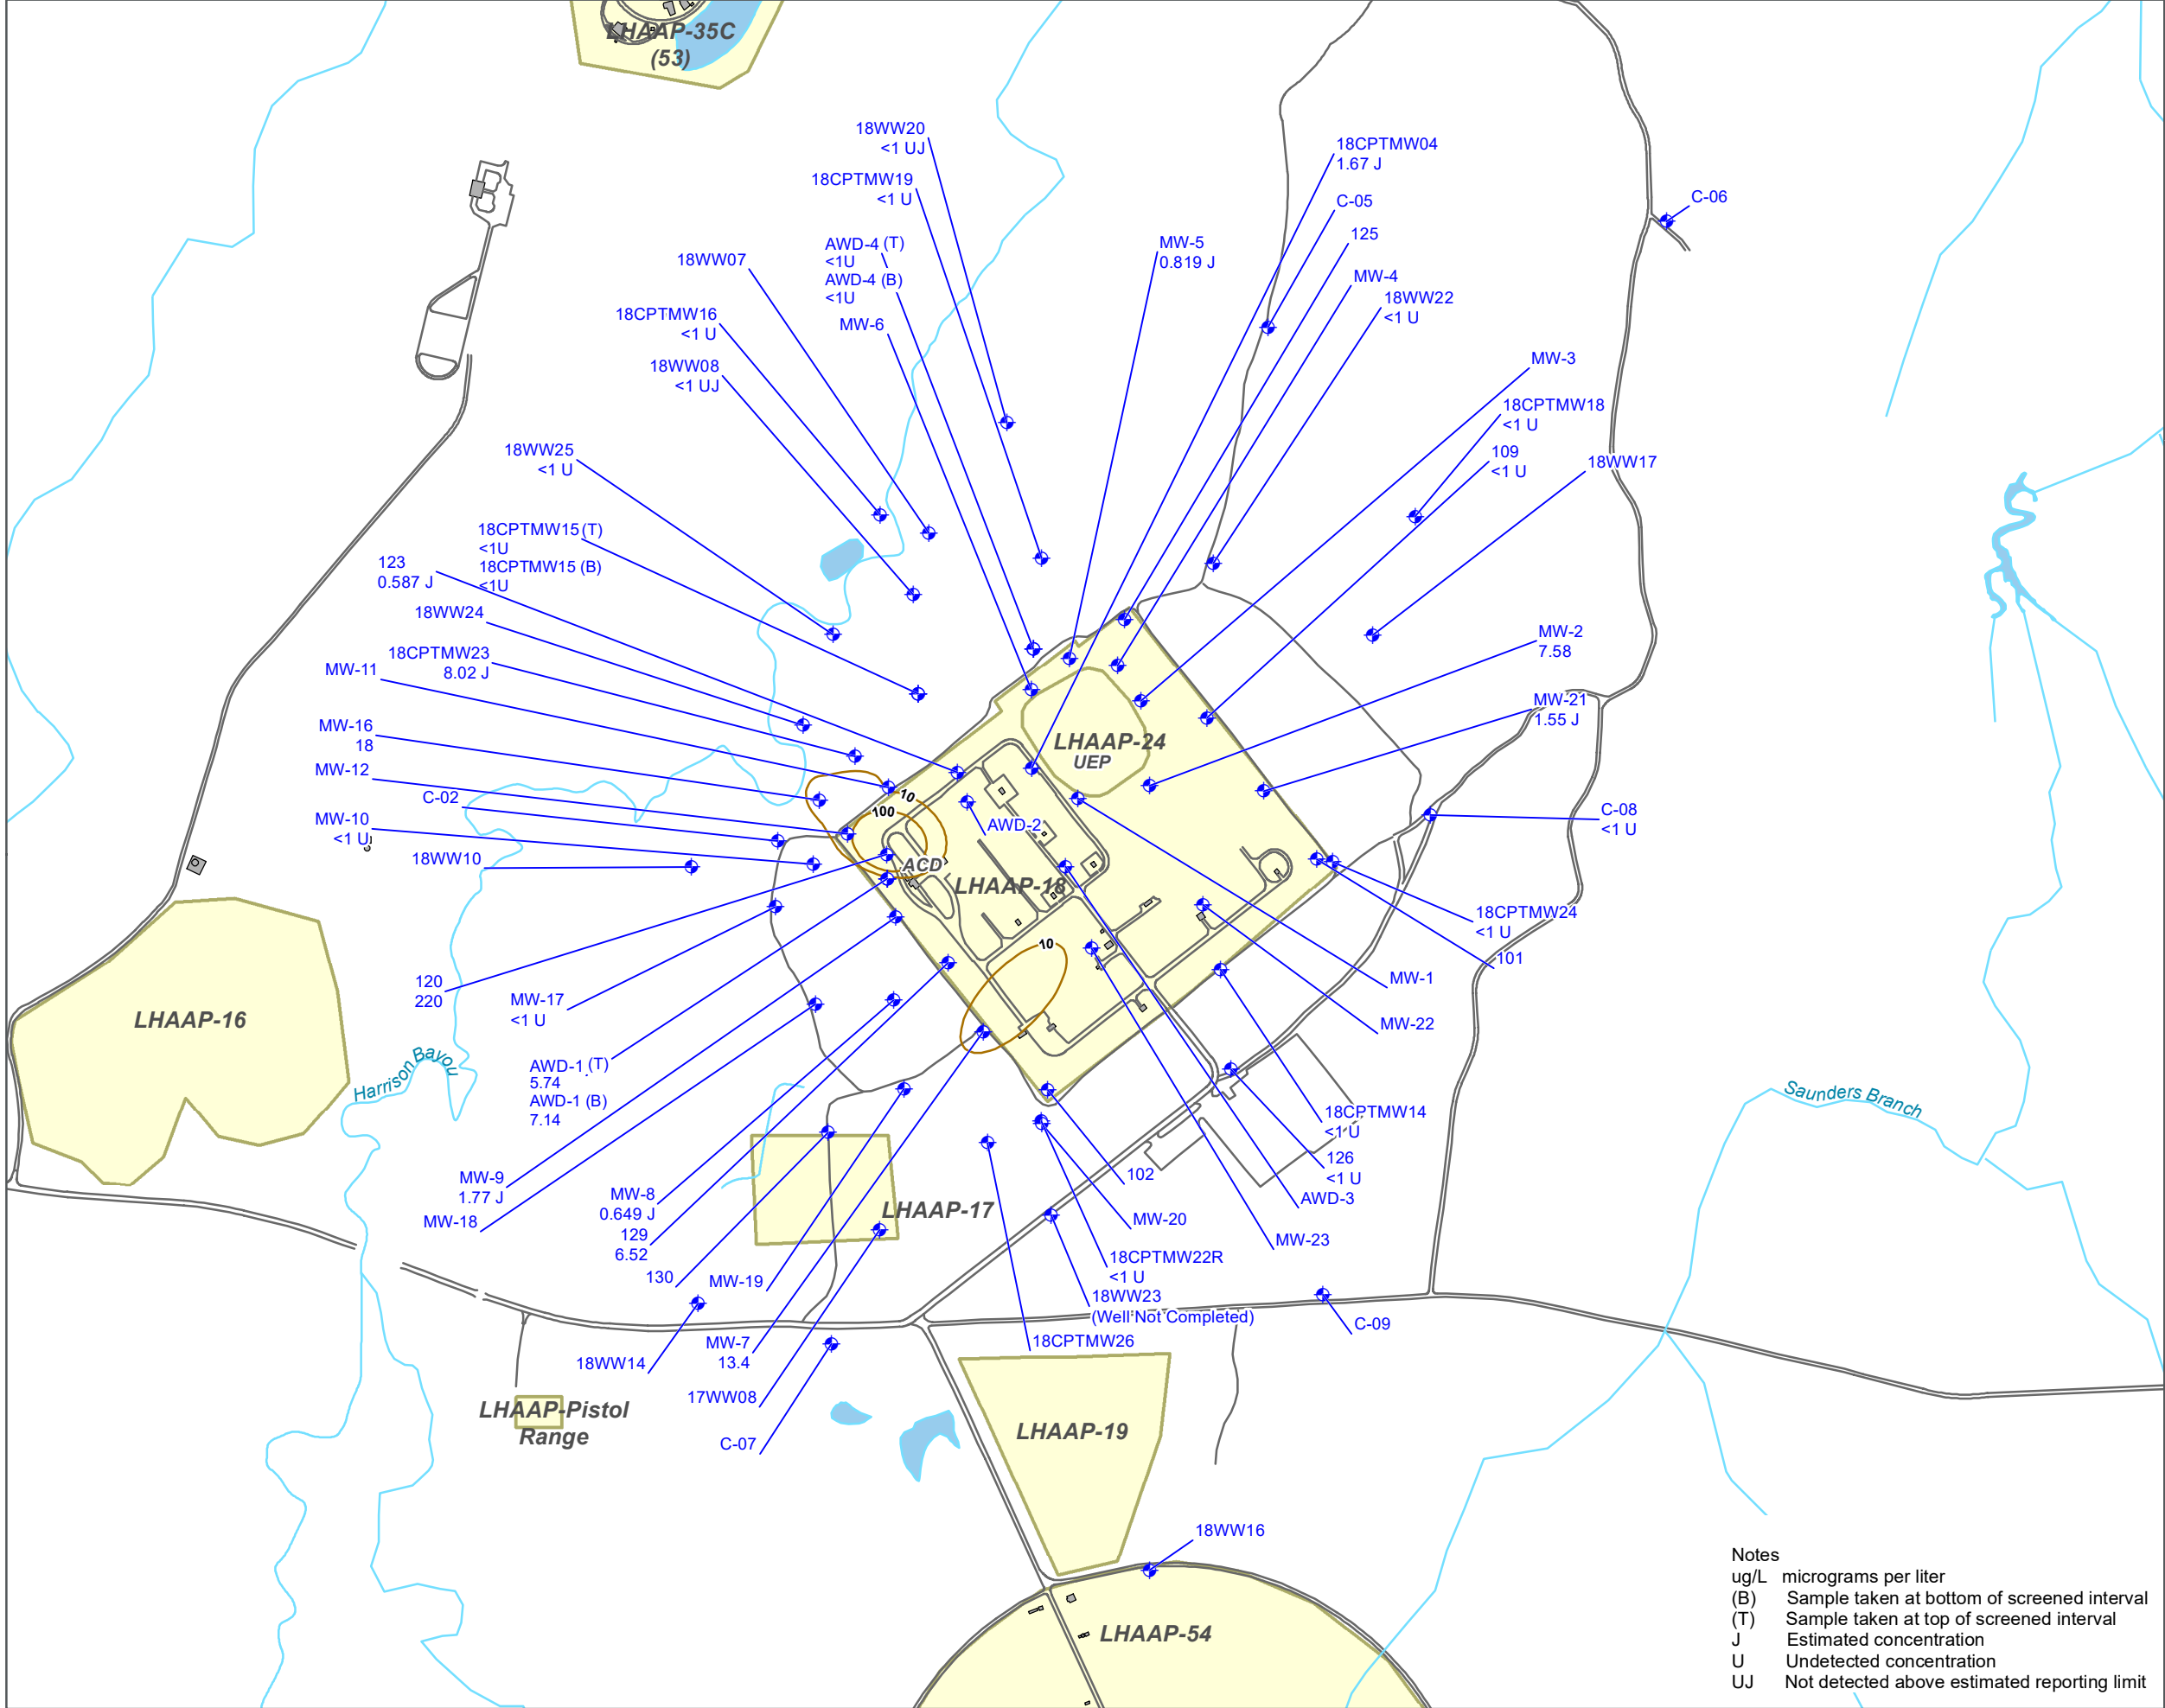 LHAAP-35C
(53)
18WW20
<1 UJ
18CPTMW19
<1 U
AWD-4 (T)
<1U
AWD-4 (B)
<1U
MW-6
18WW07
18CPTMW16
<1 U
18WW08
<1 UJ
18WW25
<1 U
18CPTMW15 (T)
<1U
18CPTMW15 (B)
<1U
123
0.587 J
18WW24
18CPTMW23
8.02 J
MW-11
MW-16
18
MW-12
C-02
MW-10
<1 U
18WW10
MW-5
0.819 J
18CPTMW04
1.67 J
C-05
125
MW-4
18WW22
<1 U
C-06
MW-3
18CPTMW18
<1 U
109
<1 U
18WW17
MW-2
7.58
MW-21
1.55 J
C-08
<1 U
18CPTMW24
<1 U
101
MW-1
MW-22
LHAAP-24
UEP
10
100
AWD-2
ACD
LHAAP-18
10
LHAAP-16
Harrison Bayou
120
220
MW-17
<1 U
AWD-1 (T)
5.74
AWD-1 (B)
7.14
MW-9
1.77 J
MW-18
MW-8
0.649 J
129
6.52
130
MW-19
LHAAP-17
18WW14
MW-7
13.4
17WW08
C-07
18CPTMW14
<1 U
126
<1 U
AWD-3
102
MW-20
MW-23
18CPTMW22R
<1 U
18WW23
(Well Not Completed)
18CPTMW26
C-09
Saunders Branch
LHAAP-Pistol
Range
LHAAP-19
18WW16
LHAAP-54
Notes
ug/L micrograms per liter
(B) Sample taken at bottom of screened interval
(T) Sample taken at top of screened interval
J Estimated concentration
U Undetected concentration
UJ Not detected above estimated reporting limit